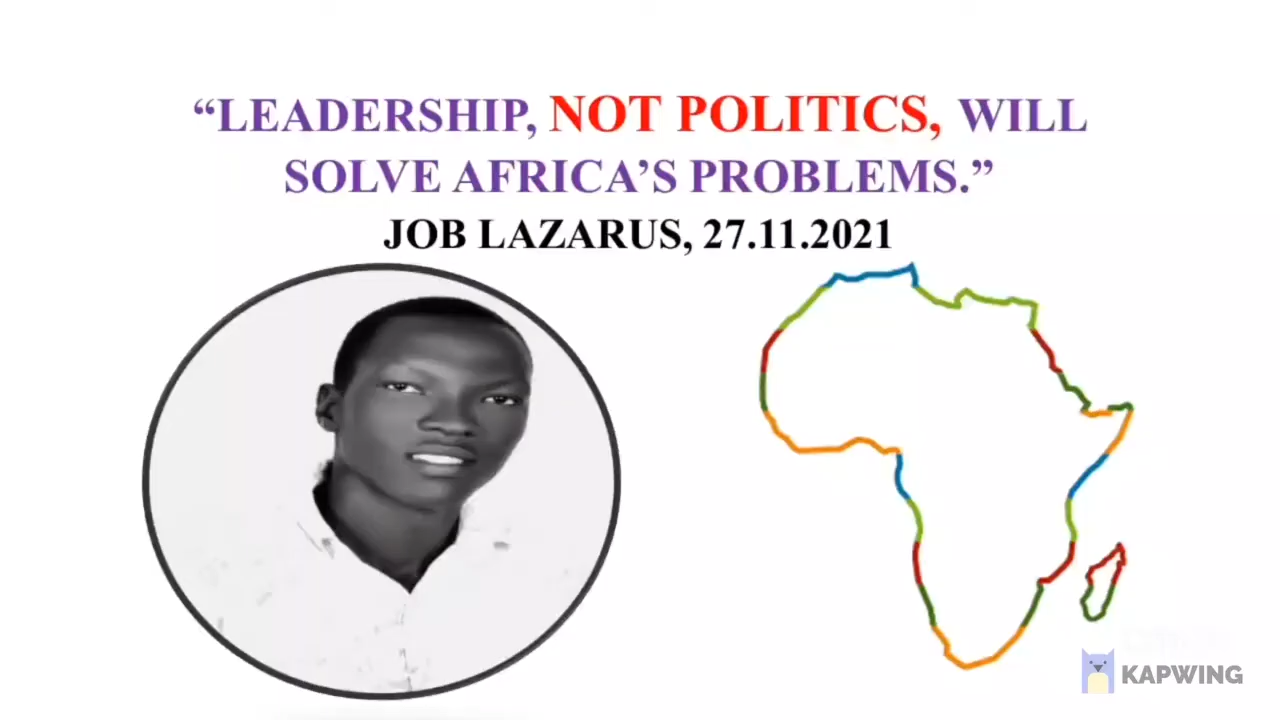 “LEADERSHIP, NOT POLITICS, WILL
SOLVE AFRICA’S PROBLEMS.”
JOB LAZARUS, 27.11.2021
KAPWING